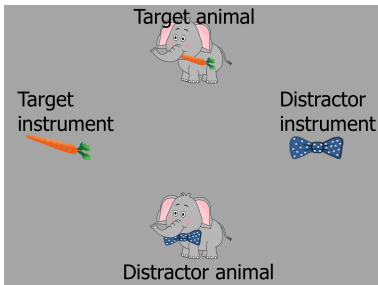 Target animal
Target
instrument
Distractor
instrument
Distractor animal